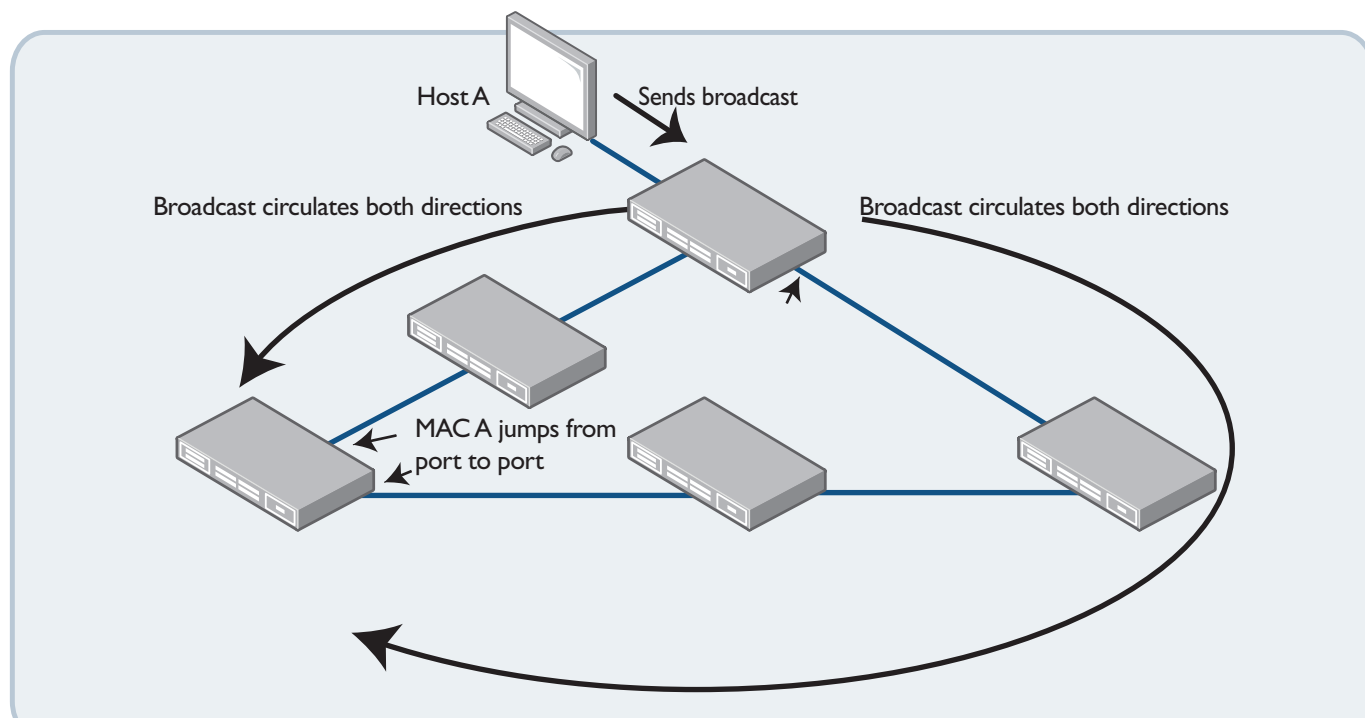 Host A
Sends broadcast
Broadcast circulates both directions
Broadcast circulates both directions
MAC A jumps from
port to port